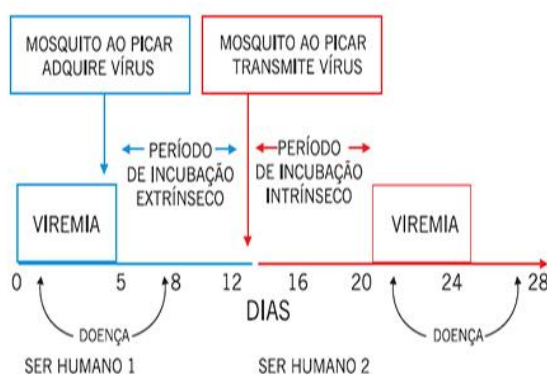 MOSQUITO AO PICAR
ADQUIRE VÍRUS
MOSQUITO AO PICAR
TRANSMITE VÍRUS
PERÍODO
DE INCUBAÇÃO
EXTRÍNSECO
PERÍODO
DE INCUBAÇÃO
INTRÍNSECO
VIREMIA
VIREMIA
0 5 8 12 16 20 24 28
DIAS
DOENÇA
DOENÇA
SER HUMANO 1
SER HUMANO 2